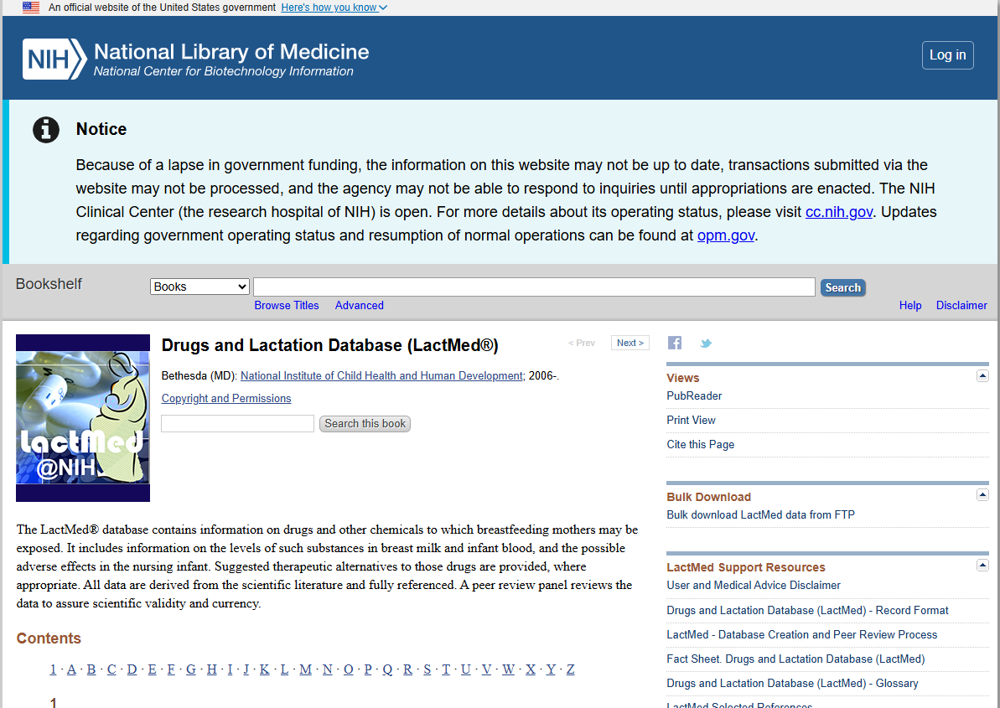 An official website of the United States government Here's how you know
NIH National Library of Medicine
National Center for Biotechnology Information
Log in
Notice
Because of a lapse in government funding, the information on this website may not be up to date, transactions submitted via the
website may not be processed, and the agency may not be able to respond to inquiries until appropriations are enacted. The NIH
Clinical Center (the research hospital of NIH) is open. For more details about its operating status, please visit cc.nih.gov. Updates
regarding government operating status and resumption of normal operations can be found at opm.gov.
Bookshelf
Books
Search
Browse Titles Advanced
Help Disclaimer
LactMed
@NIH
Drugs and Lactation Database (LactMed®)
< Prev Next >
Bethesda (MD): National Institute of Child Health and Human Development; 2006-.
Copyright and Permissions
Search this book
The LactMed® database contains information on drugs and other chemicals to which breastfeeding mothers may be
exposed. It includes information on the levels of such substances in breast milk and infant blood, and the possible
adverse effects in the nursing infant. Suggested therapeutic alternatives to those drugs are provided, where
appropriate. All data are derived from the scientific literature and fully referenced. A peer review panel reviews the
data to assure scientific validity and currency.
Contents
1 · A · B · C · D · E · F · G · H · I · J · K · L · M · N · O · P · Q · R · S · T · U · V · W · X · Y · Z
1
Views
PubReader
Print View
Cite this Page
Bulk Download
Bulk download LactMed data from FTP
LactMed Support Resources
User and Medical Advice Disclaimer
Drugs and Lactation Database (LactMed) - Record Format
LactMed - Database Creation and Peer Review Process
Fact Sheet. Drugs and Lactation Database (LactMed)
Drugs and Lactation Database (LactMed) - Glossary
LactMed Selected References